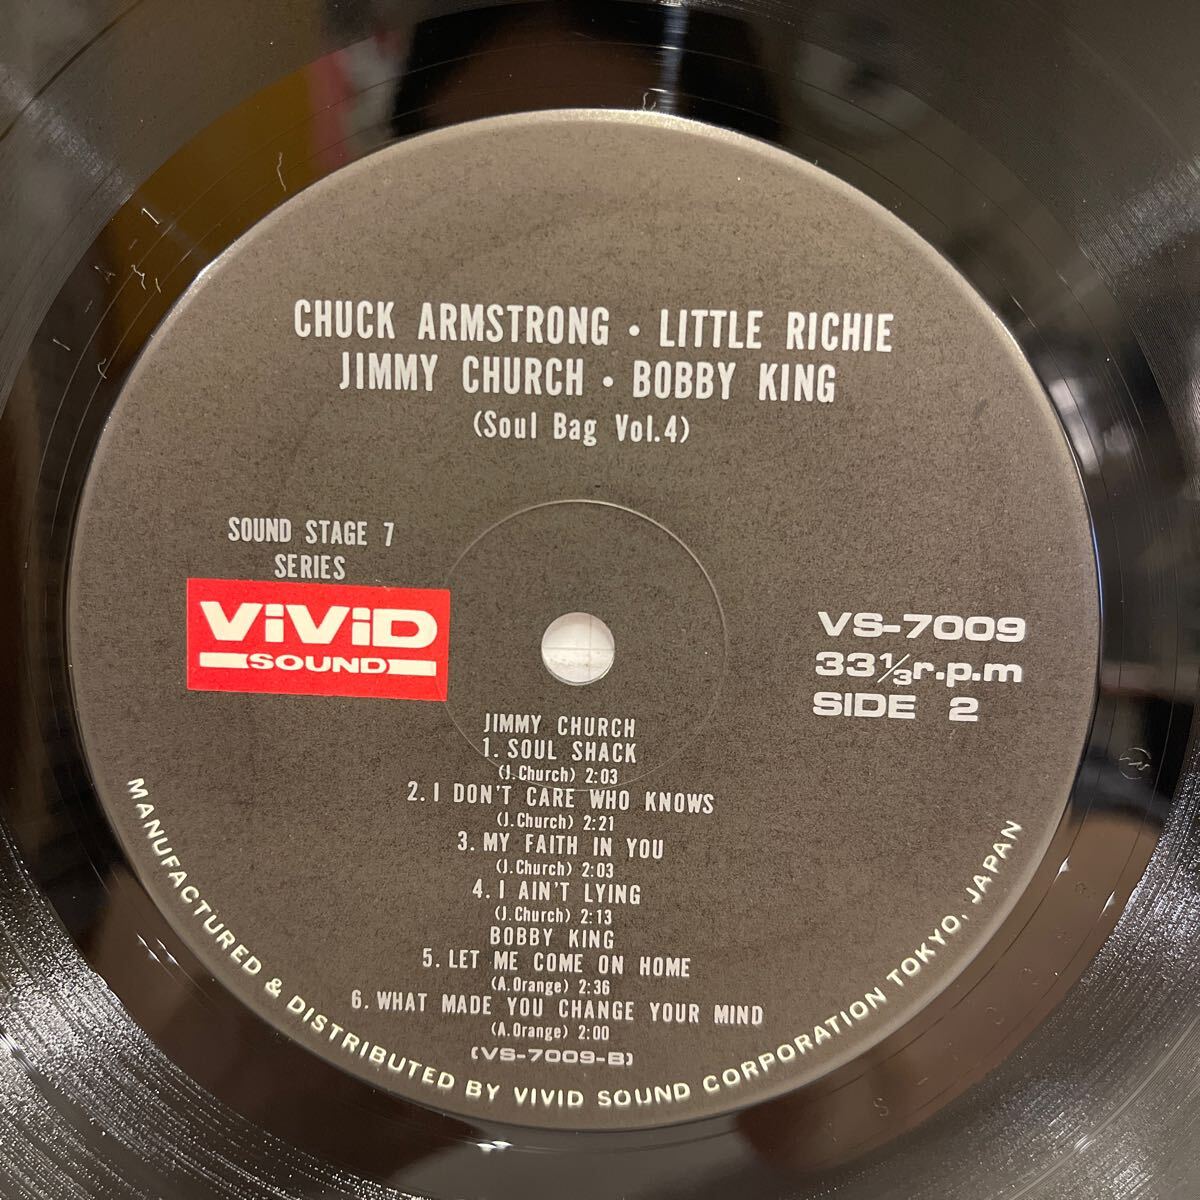 CHUCK ARMSTRONG • LITTLE RICHIE
JIMMY CHURCH • BOBBY KING
(Soul Bag Vol.4)
SOUND STAGE 7
SERIES
ViViD
SOUND
VS-7009
33 1/3 r.p.m
SIDE 2
JIMMY CHURCH
1. SOUL SHACK
(J. Church) 2:03
2. I DON'T CARE WHO KNOWS
(J. Church) 2:21
3. MY FAITH IN YOU
(J. Church) 2:03
4. I AIN'T LYING
(J. Church) 2:13
BOBBY KING
5. LET ME COME ON HOME
(A. Orange) 2:36
6. WHAT MADE YOU CHANGE YOUR MIND
(A. Orange) 2:00
(VS-7009-B)
MANUFACTURED & DISTRIBUTED BY VIVID SOUND CORPORATION TOKYO, JAPAN